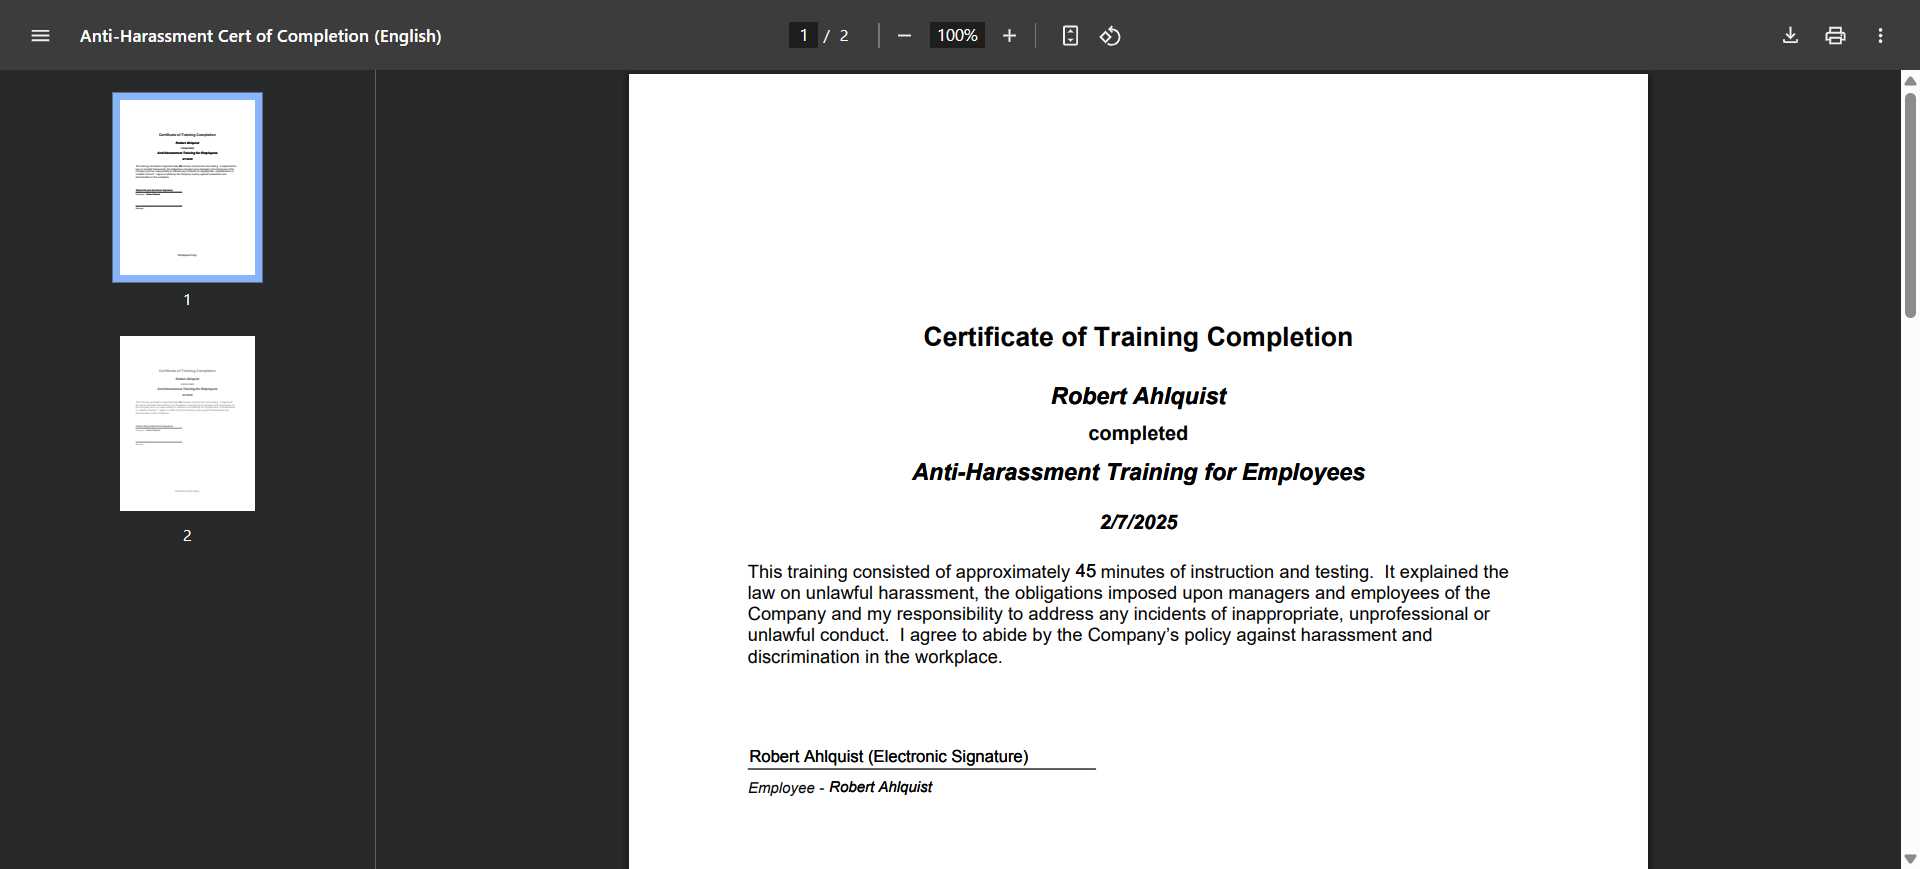 Anti-Harassment Cert of Completion (English)
1 / 2
100%
1
2
Certificate of Training Completion
Robert Ahlquist
completed
Anti-Harassment Training for Employees
2/7/2025
This training consisted of approximately 45 minutes of instruction and testing.  It explained the
law on unlawful harassment, the obligations imposed upon managers and employees of the
Company and my responsibility to address any incidents of inappropriate, unprofessional or
unlawful conduct.  I agree to abide by the Company’s policy against harassment and
discrimination in the workplace.
Robert Ahlquist (Electronic Signature)
Employee - Robert Ahlquist